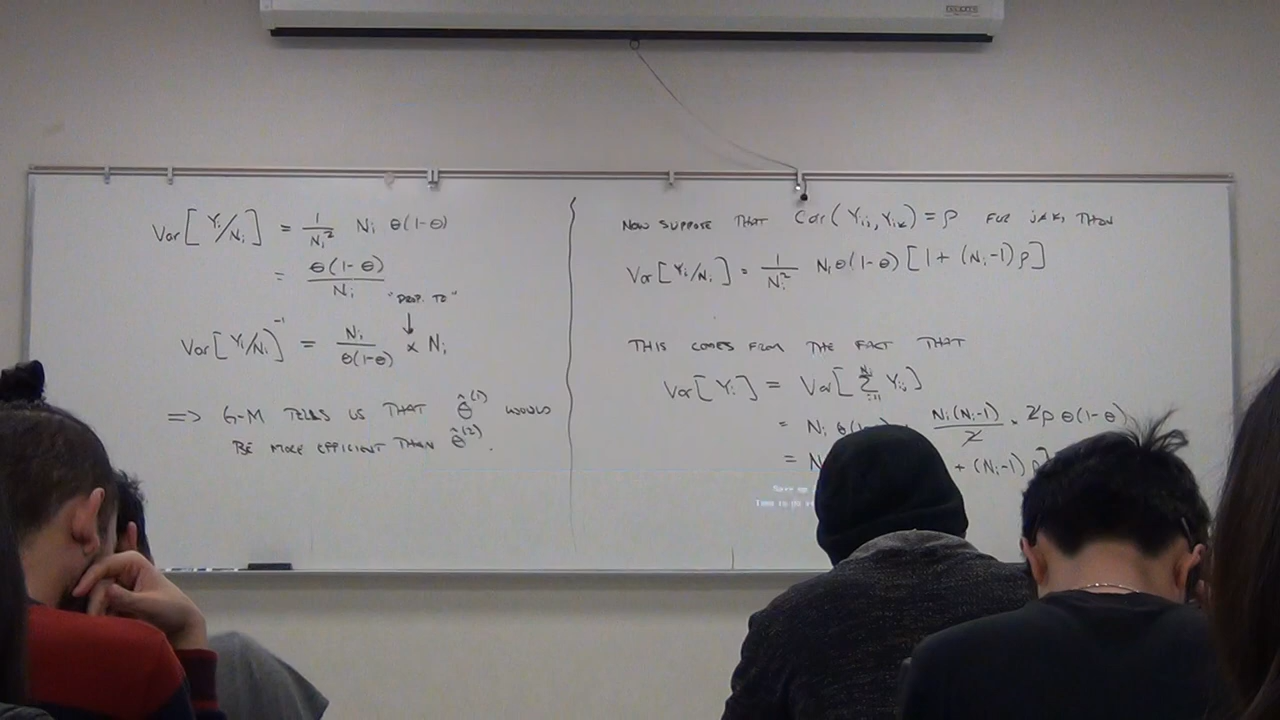 Var[Yi/Ni] = 1/Ni² Ni θ(1-θ)
= θ(1-θ)/Ni
"PROP. TO"
↓
Var[Yi/Ni]⁻¹ = Ni/θ(1-θ) ∝ Ni
=> G-M TELLS US THAT θ̂⁽¹⁾ WOULD
BE MORE EFFICIENT THAN θ̂⁽²⁾.
NOW SUPPOSE THAT Corr(Yij, Yik) = ρ FOR j≠k, THEN
Var[Yi/Ni] = 1/Ni² Niθ(1-θ)[1 + (Ni-1)ρ]
THIS COMES FROM THE FACT THAT
Var[Yi] = Var[Σ Yij]
= Ni θ(1- Ni(Ni-1)/2 · 2ρ θ(1-θ)
= N + (Ni-1)ρ]